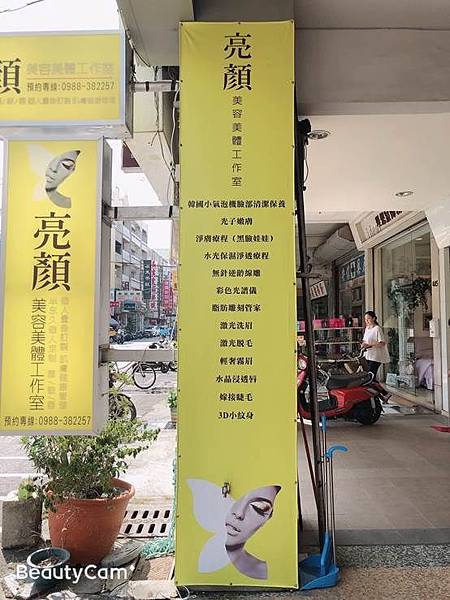 顏
美容美體工作室
預約專線:0988-382257
亮顏
美容美體工作室
預約專線:0988-382257
亮顏
美容美體工作室
韓國小氣泡機臉部清潔保養
光子嫩膚
淨膚療程（黑臉娃娃）
水光保濕淨透療程
無針逆齡線雕
彩色光譜儀
脂肪雕刻管家
激光洗眉
激光脫毛
輕奢霧眉
水晶浸透唇
嫁接睫毛
3D小紋身
BeautyCam